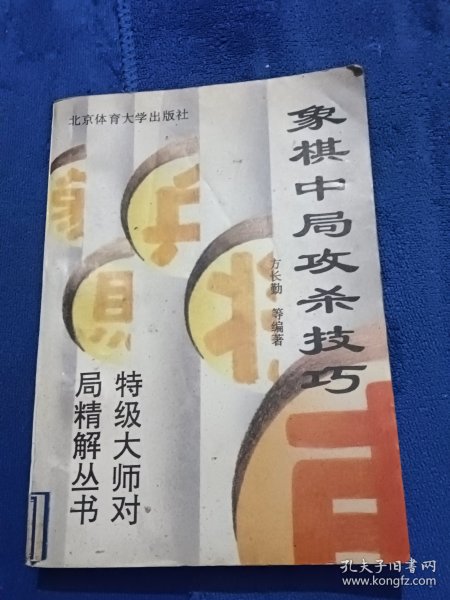 北京体育大学出版社
象棋中局攻杀技巧
方长勤 等编著
特级大师对
局精解丛书
兵
孔夫子旧书网
www.kongfz.com